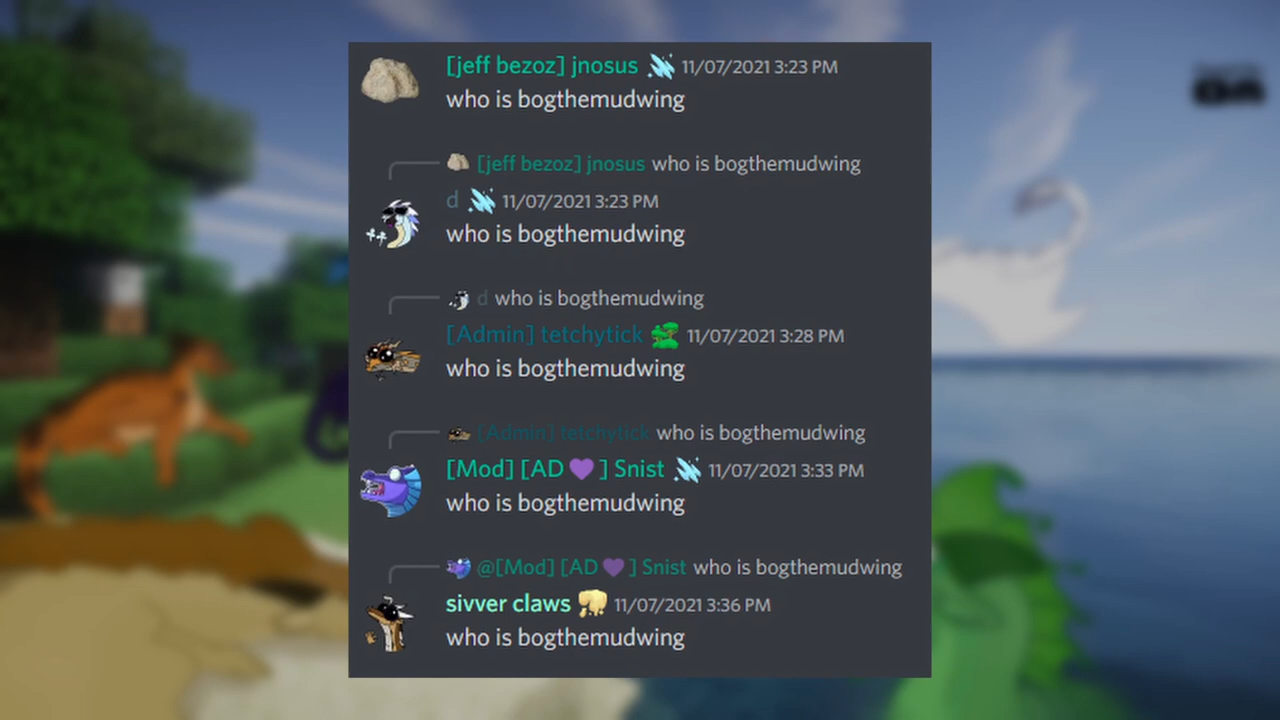 [jeff bezoz] jnosus 11/07/2021 3:23 PM
who is bogthemudwing
[jeff bezoz] jnosus who is bogthemudwing
d 11/07/2021 3:23 PM
who is bogthemudwing
d who is bogthemudwing
[Admin] tetchytick 11/07/2021 3:28 PM
who is bogthemudwing
[Admin] tetchytick who is bogthemudwing
[Mod] [AD💜] Snist 11/07/2021 3:33 PM
who is bogthemudwing
@[Mod] [AD💜] Snist who is bogthemudwing
sivver claws 11/07/2021 3:36 PM
who is bogthemudwing